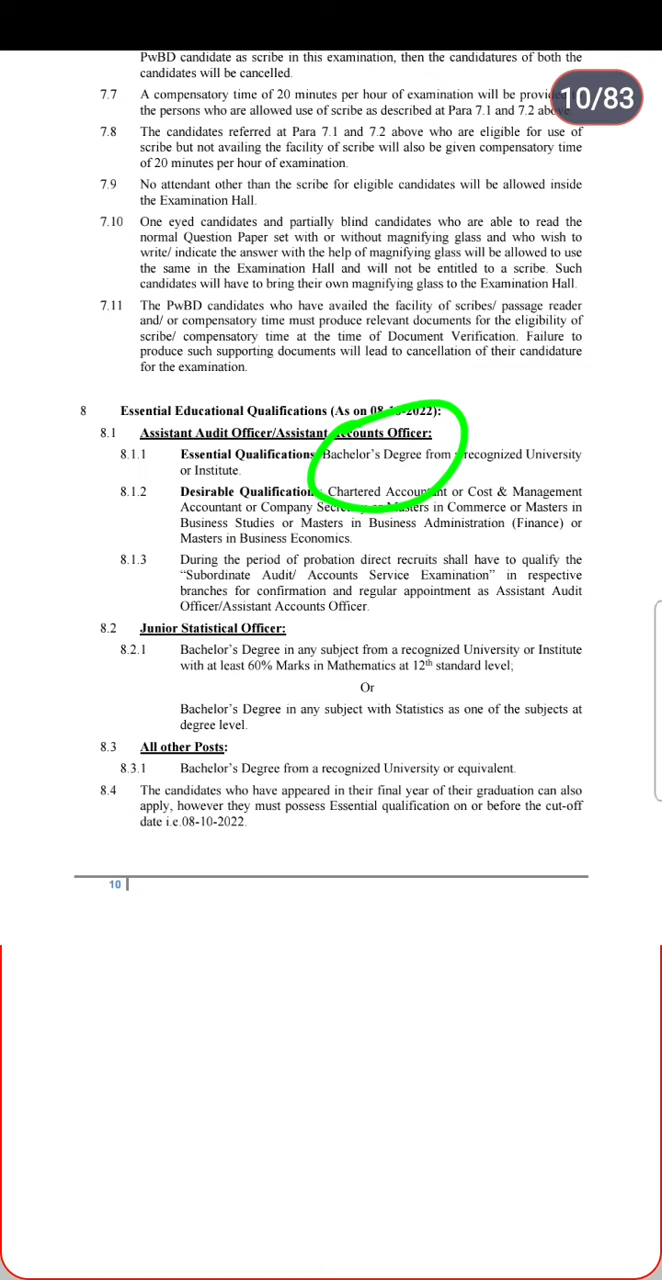 PwBD candidate as scribe in this examination, then the candidatures of both the
candidates will be cancelled.
7.7 A compensatory time of 20 minutes per hour of examination will be
10/83
the persons who are allowed use of scribe as described at Para 7.1 and 7.2
7.8 The candidates referred at Para 7.1 and 7.2 above who are eligible for use of
scribe but not availing the facility of scribe will also be given compensatory time
of 20 minutes per hour of examination.
7.9 No attendant other than the scribe for eligible candidates will be allowed inside
the Examination Hall.
7.10 One eyed candidates and partially blind candidates who are able to read the
normal Question Paper set with or without magnifying glass and who wish to
write/ indicate the answer with the help of magnifying glass will be allowed to use
the same in the Examination Hall and will not be entitled to a scribe. Such
candidates will have to bring their own magnifying glass to the Examination Hall.
7.11 The PwBD candidates who have availed the facility of scribes/ passage reader
and/ or compensatory time must produce relevant documents for the eligibility of
scribe/ compensatory time at the time of Document Verification. Failure to
produce such supporting documents will lead to cancellation of their candidature
for the examination.
8 Essential Educational Qualifications (As on
8.1 Assistant Audit Officer/Assistant Accounts Officer:
8.1.1 Essential Qualifications Bachelor's Degree from recognized University
or Institute.
8.1.2 Desirable Qualifications: Chartered Accountant or Cost & Management
Accountant or Company Secretary or Masters in Commerce or Masters in
Business Studies or Masters in Business Administration (Finance) or
Masters in Business Economics.
8.1.3 During the period of probation direct recruits shall have to qualify the
“Subordinate Audit/ Accounts Service Examination” in respective
branches for confirmation and regular appointment as Assistant Audit
Officer/Assistant Accounts Officer.
8.2 Junior Statistical Officer:
8.2.1 Bachelor's Degree in any subject from a recognized University or Institute
with at least 60% Marks in Mathematics at 12th standard level;
Or
Bachelor's Degree in any subject with Statistics as one of the subjects at
degree level.
8.3 All other Posts:
8.3.1 Bachelor's Degree from a recognized University or equivalent.
8.4 The candidates who have appeared in their final year of their graduation can also
apply, however they must possess Essential qualification on or before the cut-off
date i.e.08-10-2022.
10